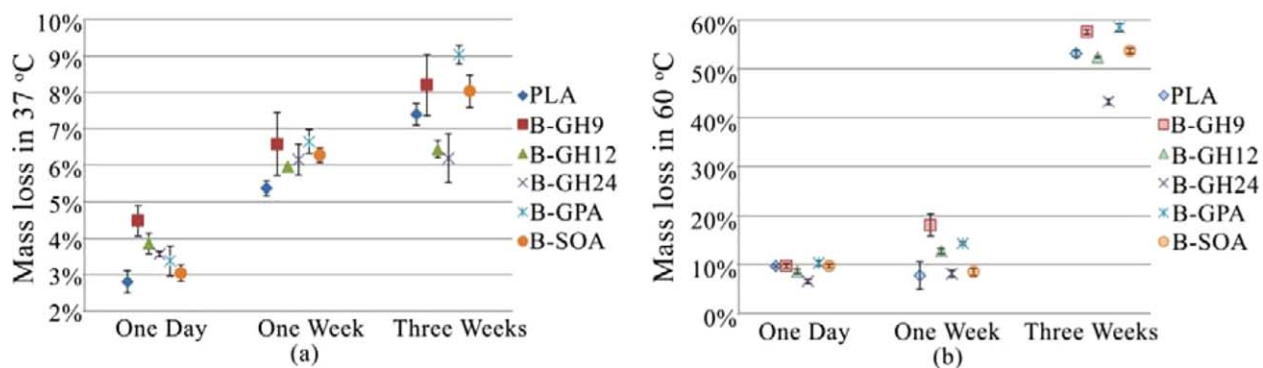 10%
9%
8%
7%
6%
5%
4%
3%
2%
Mass loss in 37 °C
One Day
One Week
Three Weeks
(a)
PLA
B-GH9
B-GH12
B-GH24
B-GPA
B-SOA
60%
50%
40%
30%
20%
10%
0%
Mass loss in 60 °C
One Day
One Week
Three Weeks
(b)
PLA
B-GH9
B-GH12
B-GH24
B-GPA
B-SOA